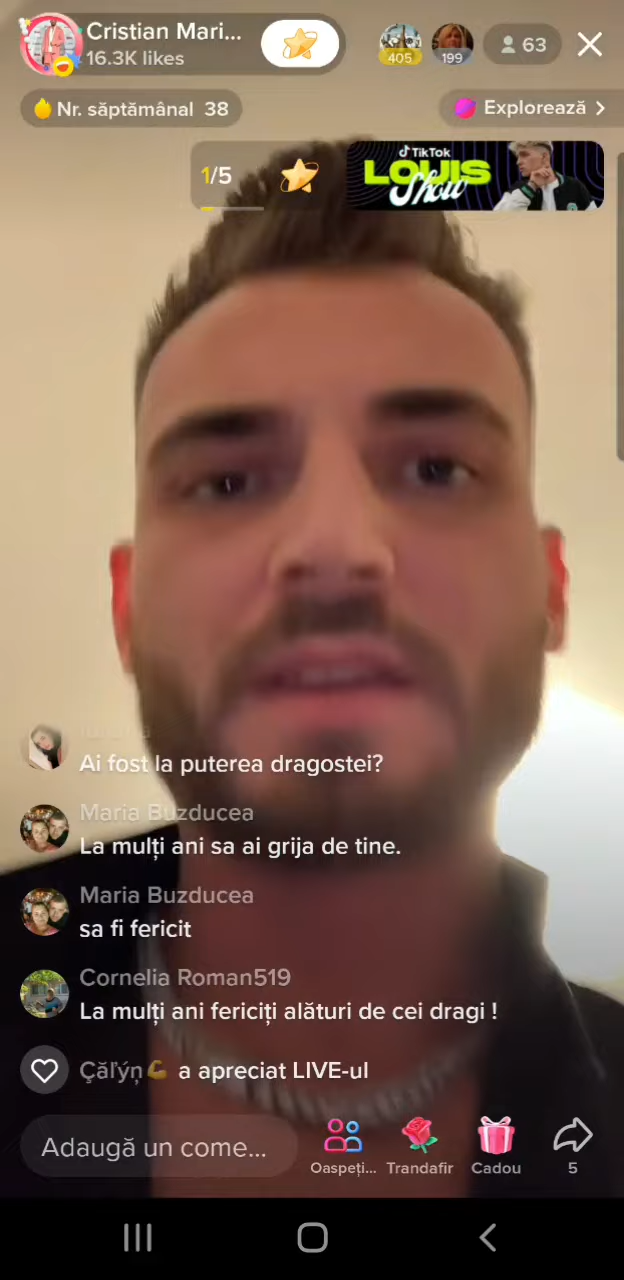 Cristian Mari...
16.3K likes
405
199
63
Nr. săptămânal 38
Explorează
1/5
TikTok
LOUIS
Show
Ai fost la puterea dragostei?
Maria Buzducea
La mulți ani sa ai grija de tine.
Maria Buzducea
sa fi fericit
Cornelia Roman519
La mulți ani fericiți alături de cei dragi !
Çăľýɳ💪 a apreciat LIVE-ul
Adaugă un come...
Oaspeți...
Trandafir
Cadou
5